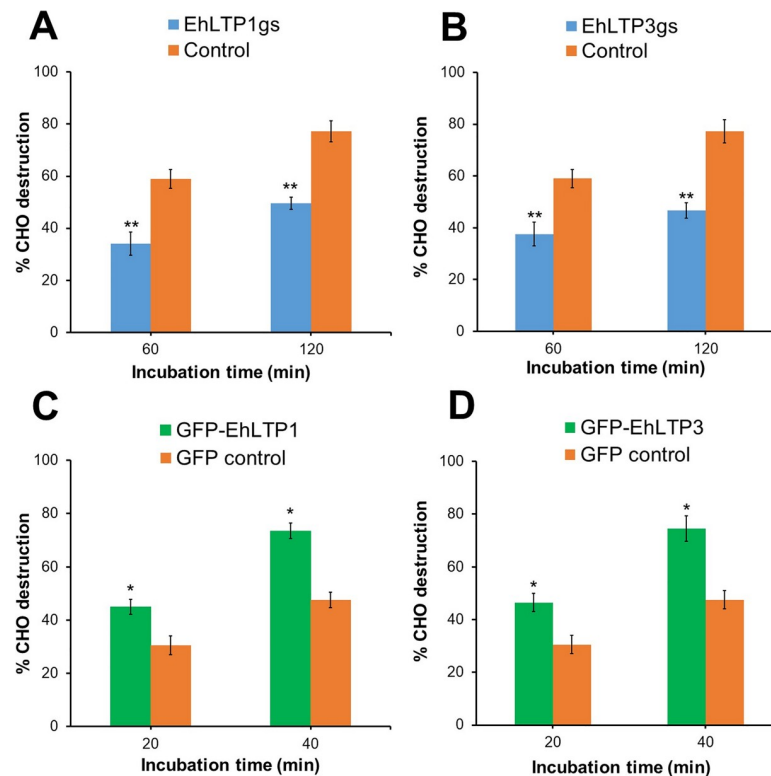 A
EhLTP1gs
Control
100
80
60
40
20
0
% CHO destruction
**
**
60
120
Incubation time (min)
B
EhLTP3gs
Control
100
80
60
40
20
0
% CHO destruction
**
**
60
120
Incubation time (min)
C
GFP-EhLTP1
GFP control
100
80
60
40
20
0
% CHO destruction
*
*
20
40
Incubation time (min)
D
GFP-EhLTP3
GFP control
100
80
60
40
20
0
% CHO destruction
*
*
20
40
Incubation time (min)